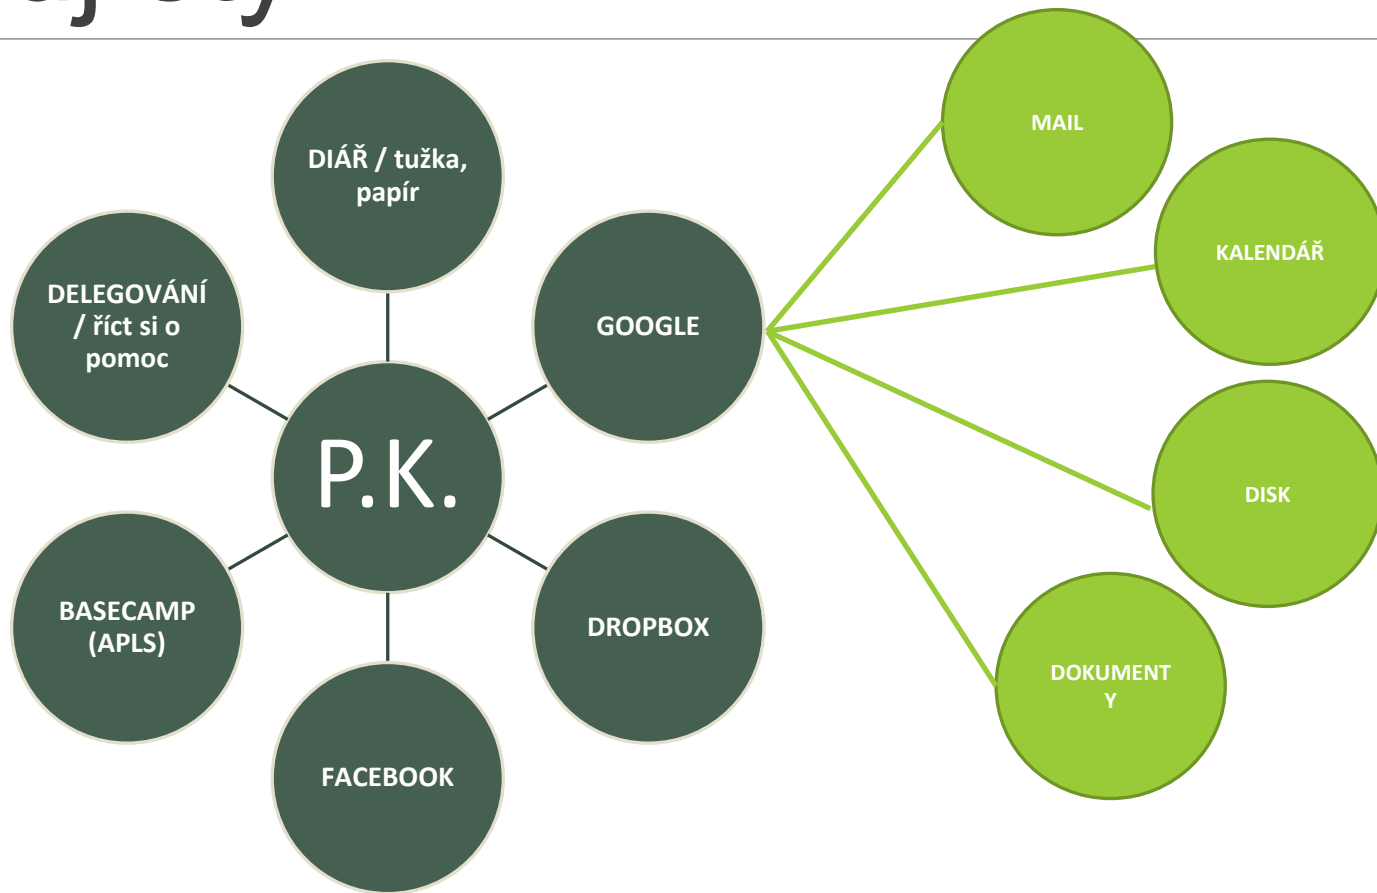 DIÁŘ / tužka,
papír
GOOGLE
DROPBOX
FACEBOOK
BASECAMP
(APLS)
DELEGOVÁNÍ
/ říct si o
pomoc
P.K.
MAIL
KALENDÁŘ
DISK
DOKUMENT
Y